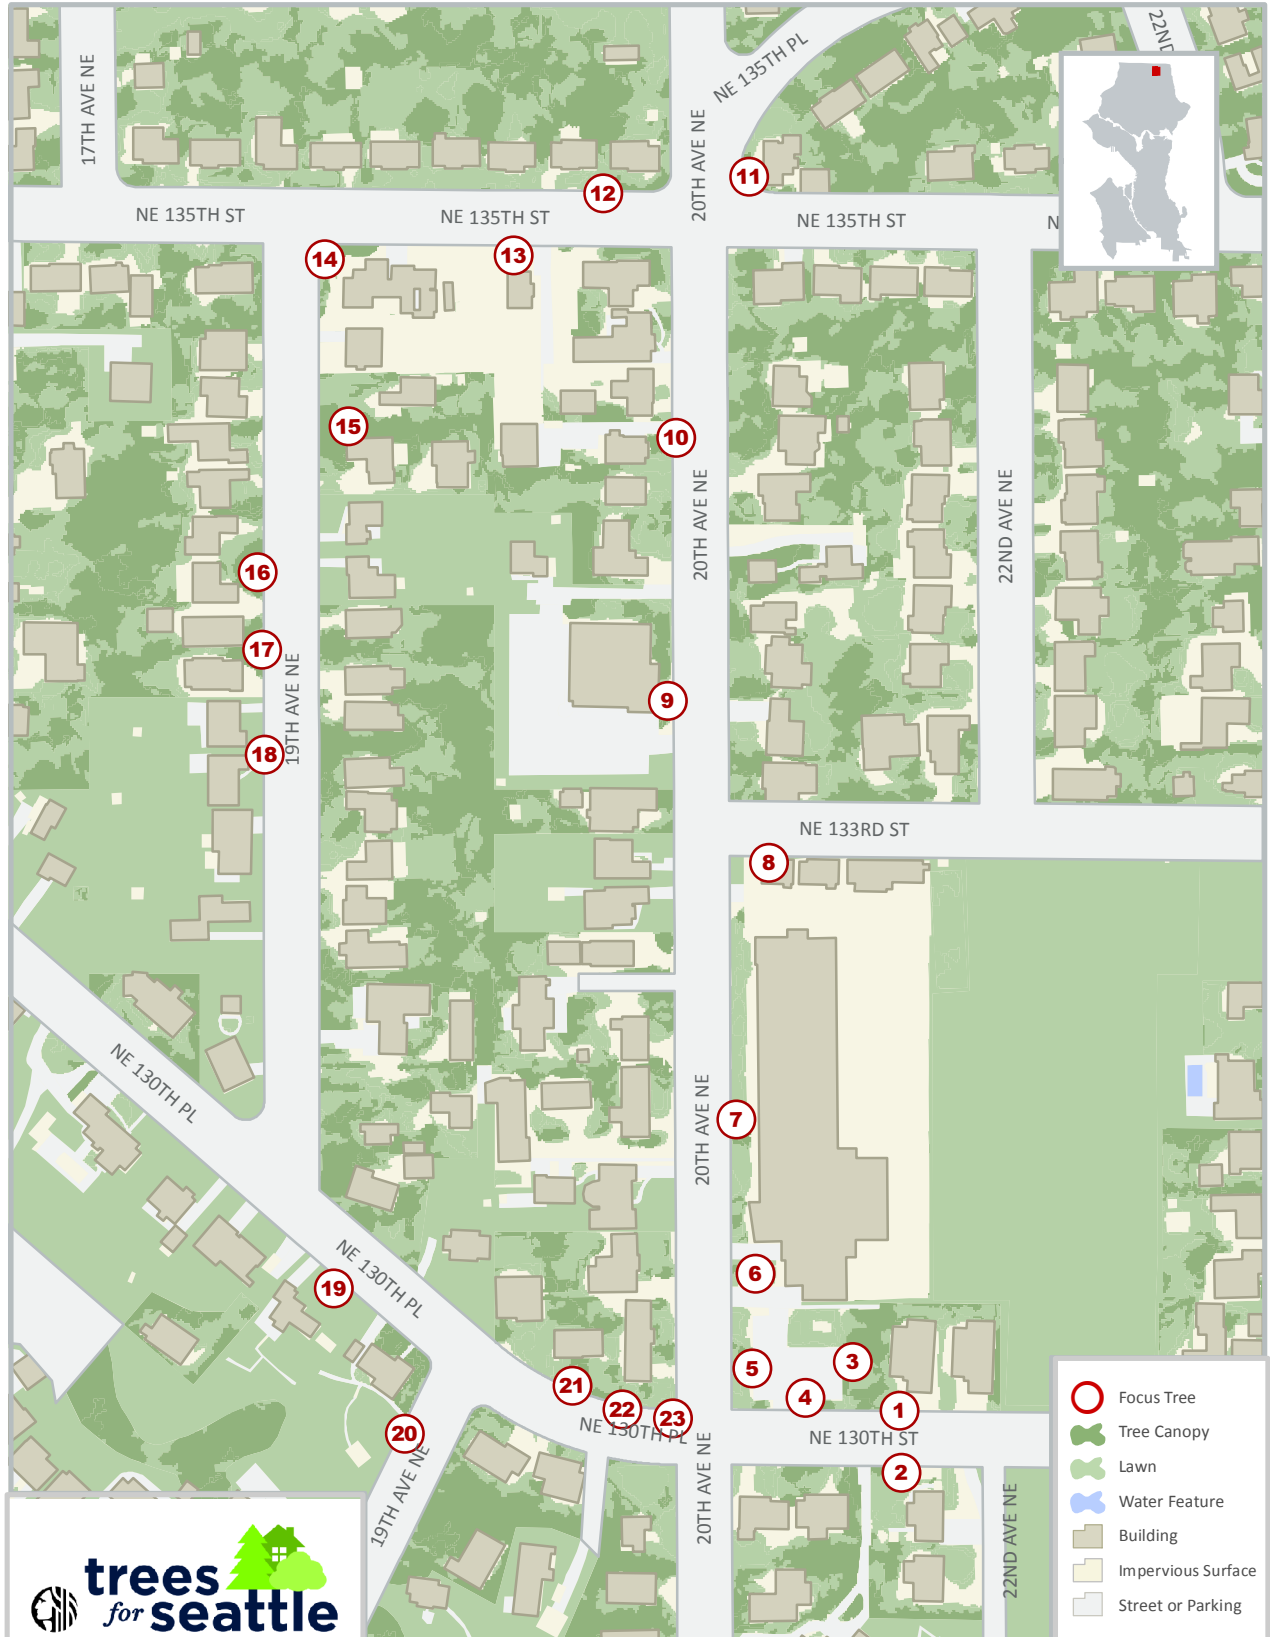 17TH AVE NE
20TH AVE NE
NE 135TH PL
22ND
12
11
NE 135TH ST
NE 135TH ST
NE 135TH ST
N
14
13
15
10
20TH AVE NE
22ND AVE NE
16
17
19TH AVE NE
9
18
NE 133RD ST
8
NE 130TH PL
7
20TH AVE NE
NE 130TH PL
6
19
3
5
21
4
22
23
1
NE 130TH PL
NE 130TH ST
20
2
19TH AVE NE
20TH AVE NE
22ND AVE NE
Focus Tree
Tree Canopy
Lawn
Water Feature
Building
Impervious Surface
Street or Parking
trees
for seattle